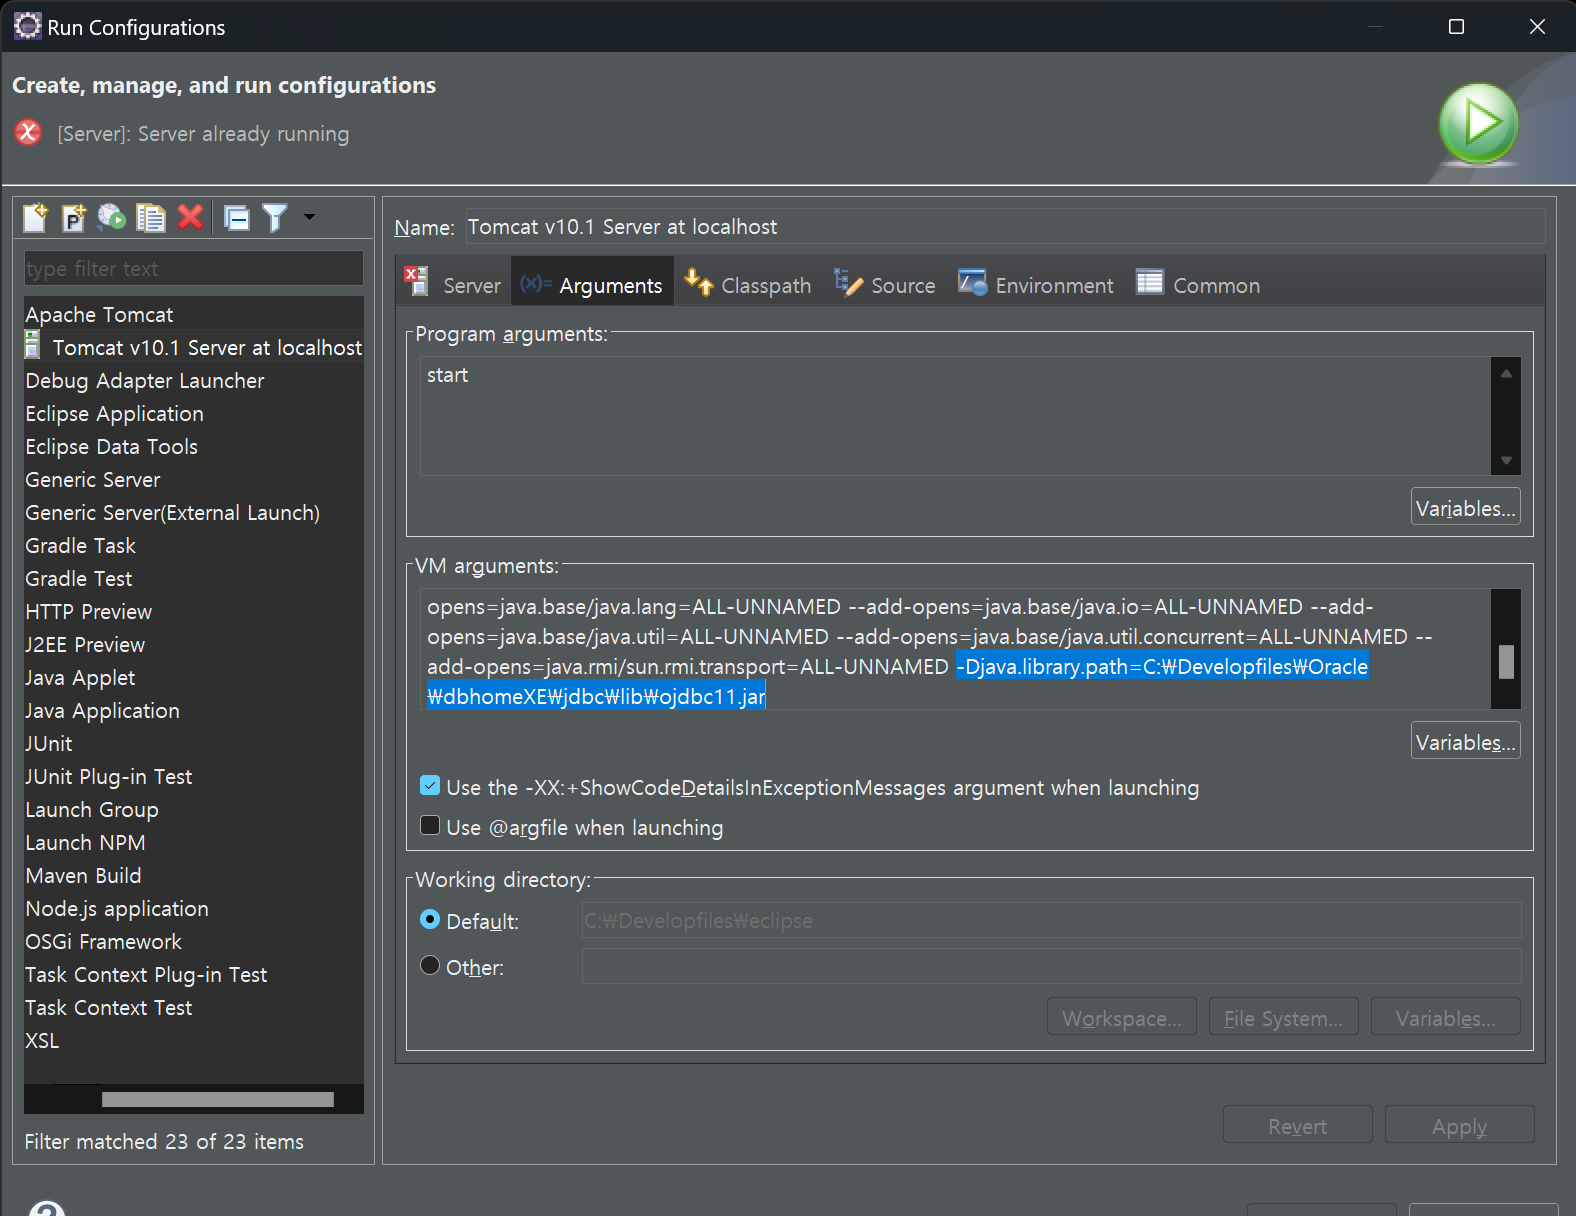 Run Configurations
Create, manage, and run configurations
[Server]: Server already running
type filter text
Apache Tomcat
Tomcat v10.1 Server at localhost
Debug Adapter Launcher
Eclipse Application
Eclipse Data Tools
Generic Server
Generic Server(External Launch)
Gradle Task
Gradle Test
HTTP Preview
J2EE Preview
Java Applet
Java Application
JUnit
JUnit Plug-in Test
Launch Group
Launch NPM
Maven Build
Node.js application
OSGi Framework
Task Context Plug-in Test
Task Context Test
XSL
Filter matched 23 of 23 items
Name: Tomcat v10.1 Server at localhost
Server (x)= Arguments Classpath Source Environment Common
Program arguments:
start
Variables...
VM arguments:
opens=java.base/java.lang=ALL-UNNAMED --add-opens=java.base/java.io=ALL-UNNAMED --add-
opens=java.base/java.util=ALL-UNNAMED --add-opens=java.base/java.util.concurrent=ALL-UNNAMED --
add-opens=java.rmi/sun.rmi.transport=ALL-UNNAMED -Djava.library.path=C:₩Developfiles₩Oracle
₩dbhomeXE₩jdbc₩lib₩ojdbc11.jar
Variables...
Use the -XX:+ShowCodeDetailsInExceptionMessages argument when launching
Use @argfile when launching
Working directory:
Default: C:₩Developfiles₩eclipse
Other:
Workspace... File System... Variables...
Revert Apply